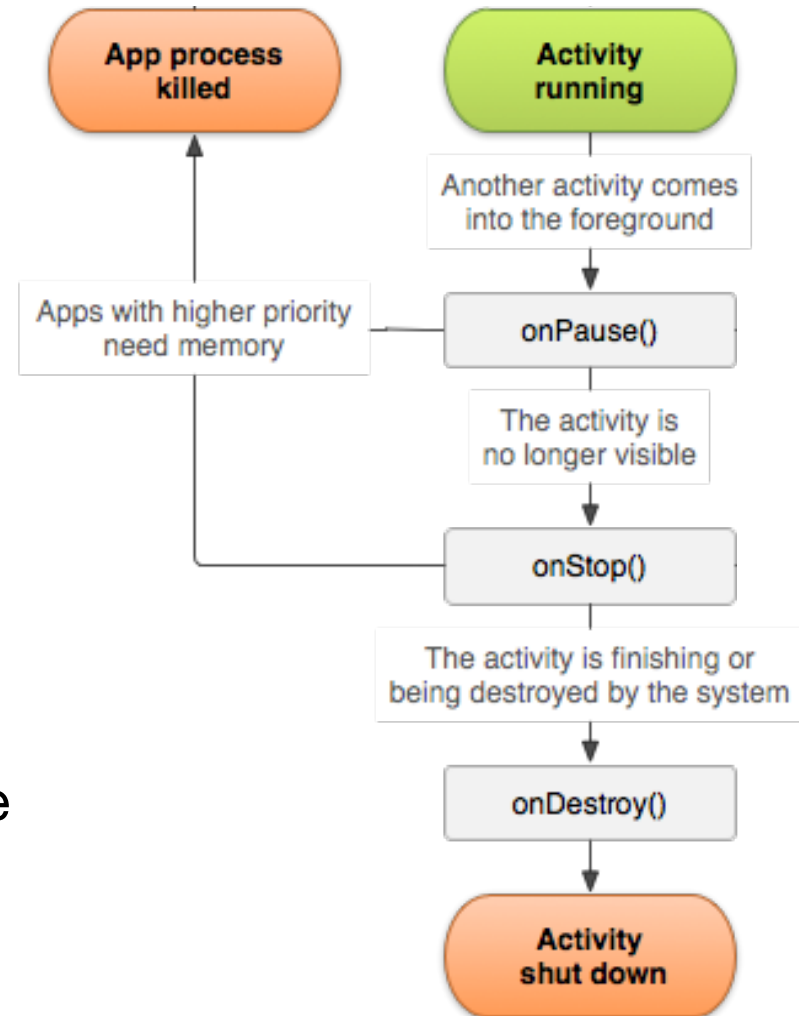 App process
killed
Activity
running
Another activity comes
into the foreground
Apps with higher priority
need memory
onPause()
The activity is
no longer visible
onStop()
The activity is finishing or
being destroyed by the system
e
onDestroy()
Activity
shut down